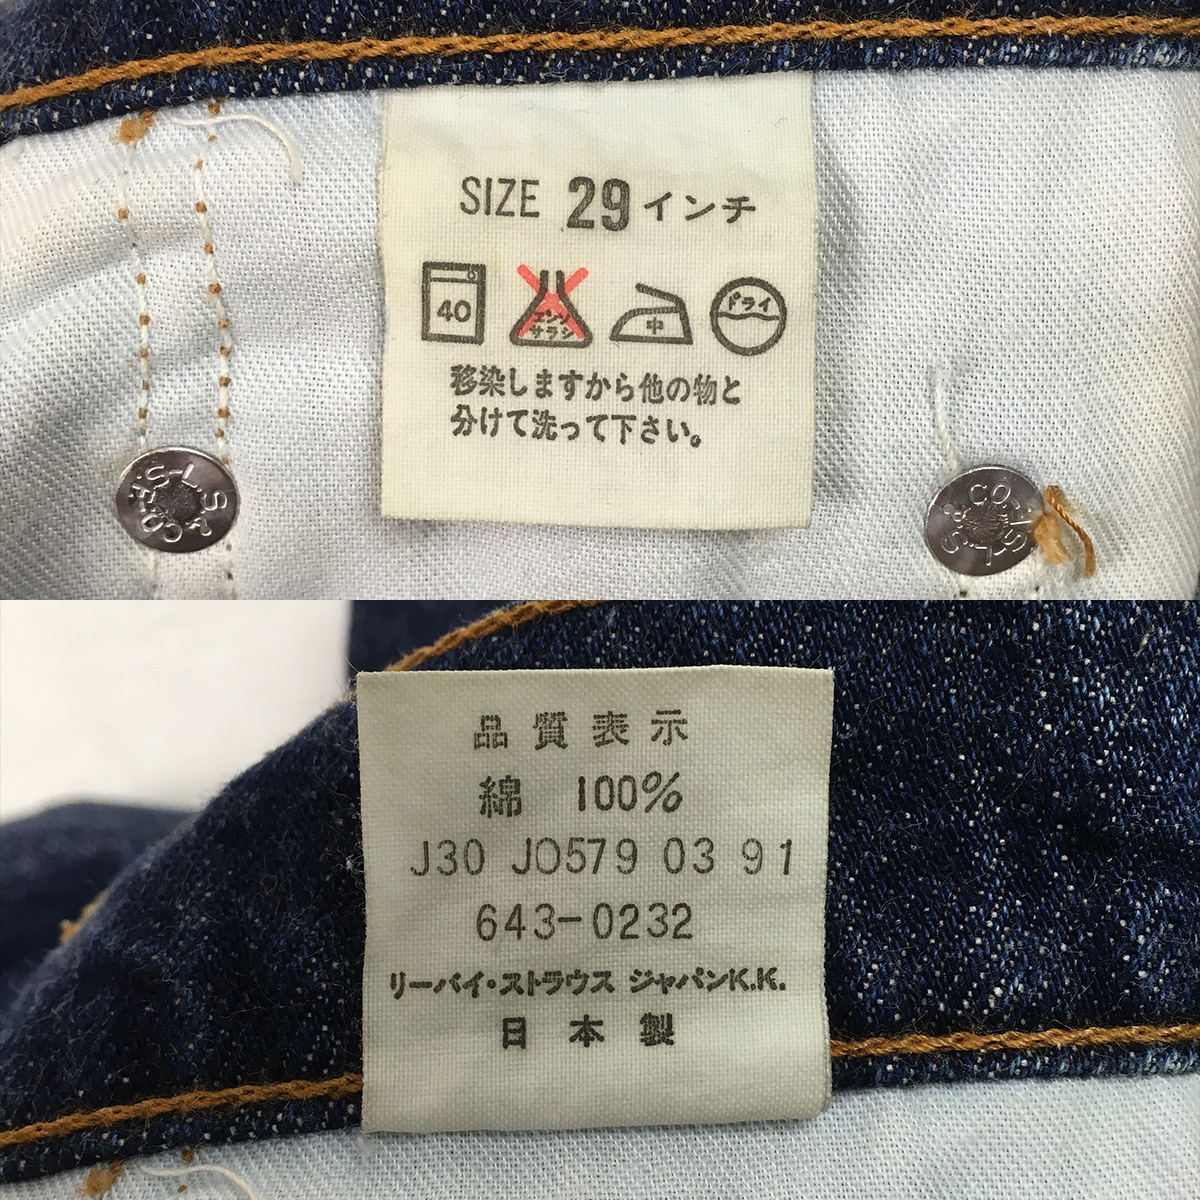 SIZE 29インチ
40
エンソ
サラシ
中
ドライ
移染しますから他の物と
分けて洗って下さい。
L.S.& CO-S.F.
L.S.& CO-
品質表示
綿 100%
J30 JO579 03 91
643-0232
リーバイ・ストラウス ジャパンK.K.
日本製